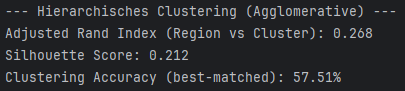 --- Hierarchisches Clustering (Agglomerative) ---
Adjusted Rand Index (Region vs Cluster): 0.268
Silhouette Score: 0.212
Clustering Accuracy (best-matched): 57.51%